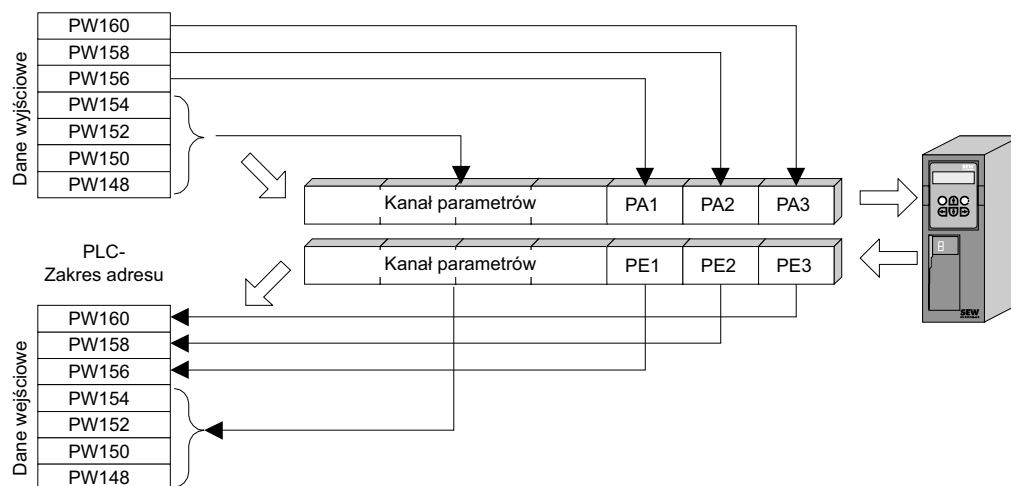 Dane wyjściowe
PW160
PW158
PW156
PW154
PW152
PW150
PW148
Kanał parametrów
PA1
PA2
PA3
Kanał parametrów
PE1
PE2
PE3
PLC-
Zakres adresu
Dane wejściowe
PW160
PW158
PW156
PW154
PW152
PW150
PW148
SEW